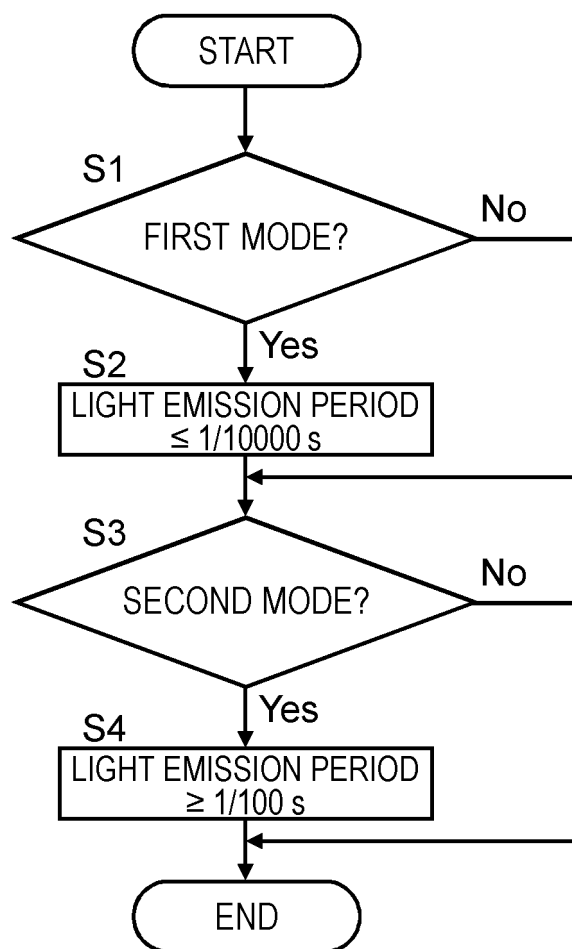 START
S1
FIRST MODE?
No
Yes
S2
LIGHT EMISSION PERIOD
≤ 1/10000 s
S3
SECOND MODE?
No
Yes
S4
LIGHT EMISSION PERIOD
≥ 1/100 s
END